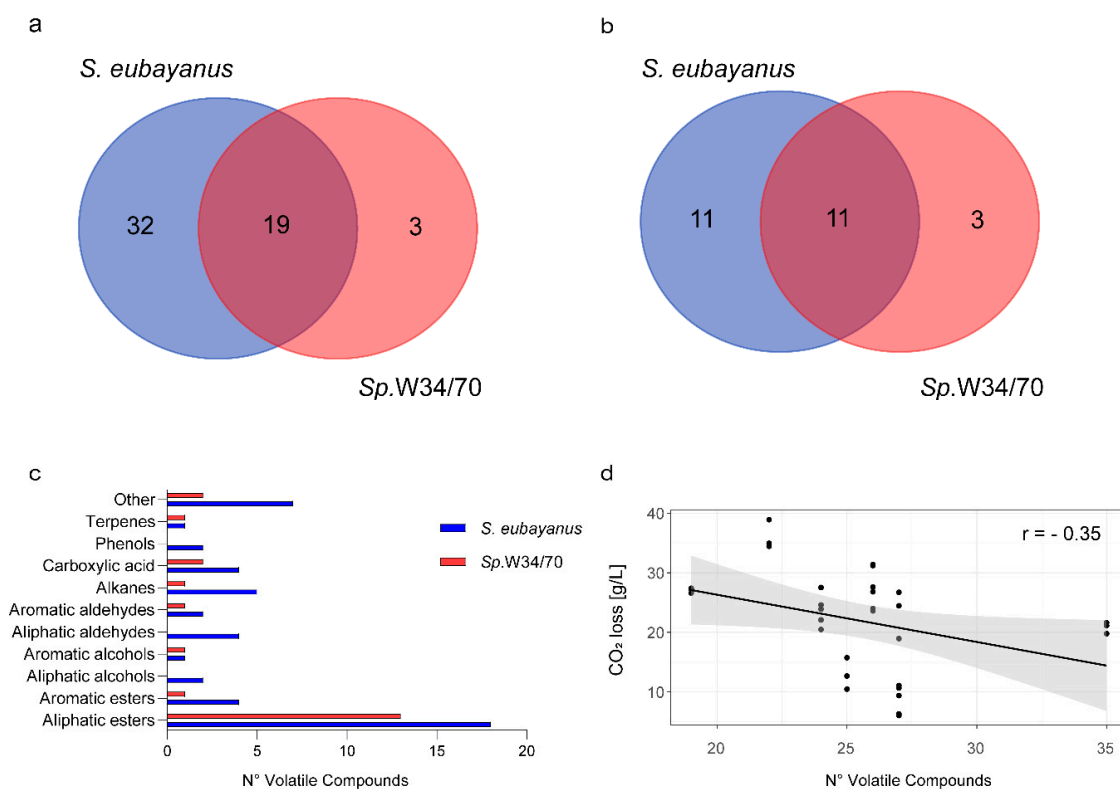 a
S. eubayanus
32
19
3
Sp.W34/70
b
S. eubayanus
11
11
3
Sp.W34/70
c
Other
Terpenes
Phenols
Carboxylic acid
Alkanes
Aromatic aldehydes
Aliphatic aldehydes
Aromatic alcohols
Aliphatic alcohols
Aromatic esters
Aliphatic esters
0
5
10
15
20
N° Volatile Compounds
S. eubayanus
Sp.W34/70
d
r = - 0.35
CO₂ loss [g/L]
40
30
20
10
20
25
30
35
N° Volatile Compounds